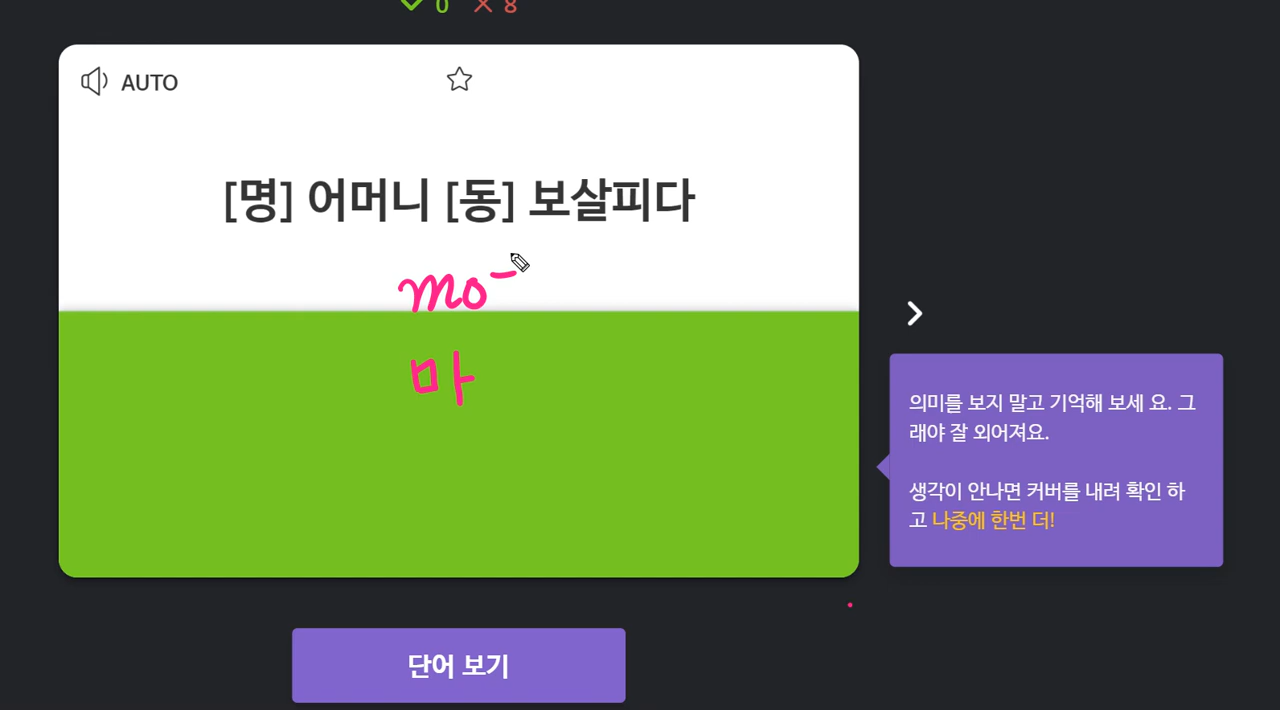 0 8
AUTO
[명] 어머니 [동] 보살피다
mo-
마
의미를 보지 말고 기억해 보세 요. 그
래야 잘 외어져요.
생각이 안나면 커버를 내려 확인 하
고 나중에 한번 더!
단어 보기